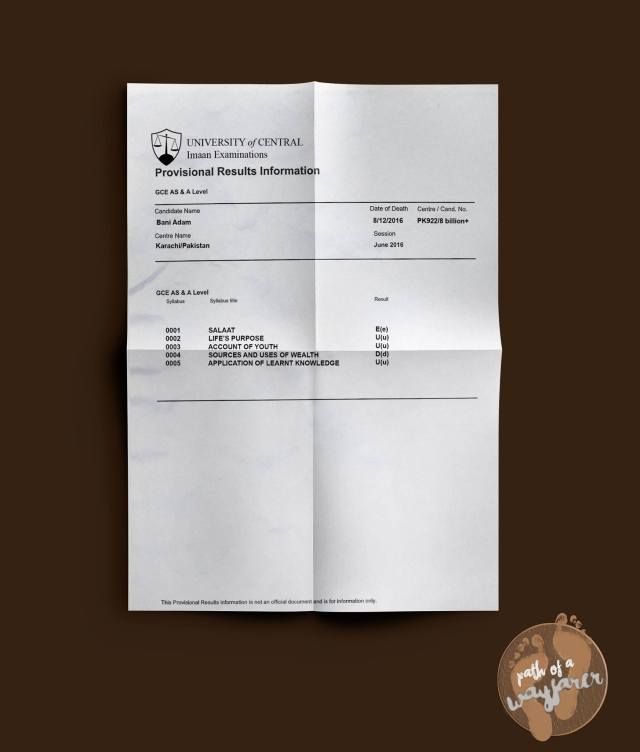 UNIVERSITY of CENTRAL
Imaan Examinations
Provisional Results Information
GCE AS & A Level
Candidate Name Date of Death Centre / Cand. No.
Bani Adam 8/12/2016 PK922/8 billion+
Centre Name Session
Karachi/Pakistan June 2016
GCE AS & A Level
Syllabus Syllabus title Result
0001 SALAAT E(e)
0002 LIFE'S PURPOSE U(u)
0003 ACCOUNT OF YOUTH U(u)
0004 SOURCES AND USES OF WEALTH D(d)
0005 APPLICATION OF LEARNT KNOWLEDGE U(u)
This Provisional Results information is not an official document and is for information only.
path of a
wayfarer